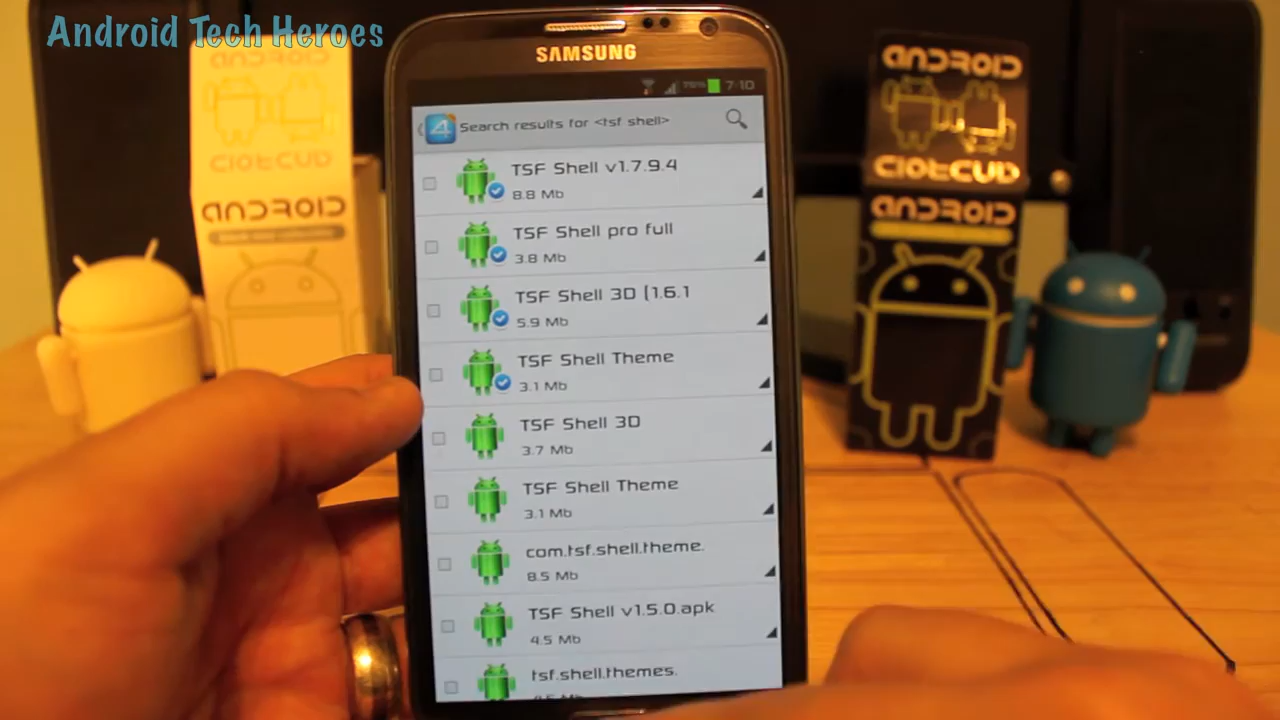 Android Tech Heroes
SAMSUNG
7:10
Search results for <tsf shell>
TSF Shell v1.7.9.4
8.8 Mb
TSF Shell pro full
3.8 Mb
TSF Shell 3D (1.6.1
5.9 Mb
TSF Shell Theme
3.1 Mb
TSF Shell 3D
3.7 Mb
TSF Shell Theme
3.1 Mb
com.tsf.shell.theme.
8.5 Mb
TSF Shell v1.5.0.apk
4.5 Mb
tsf.shell.themes.
ANDROID
ANDROID
ANDROID
ANDROID